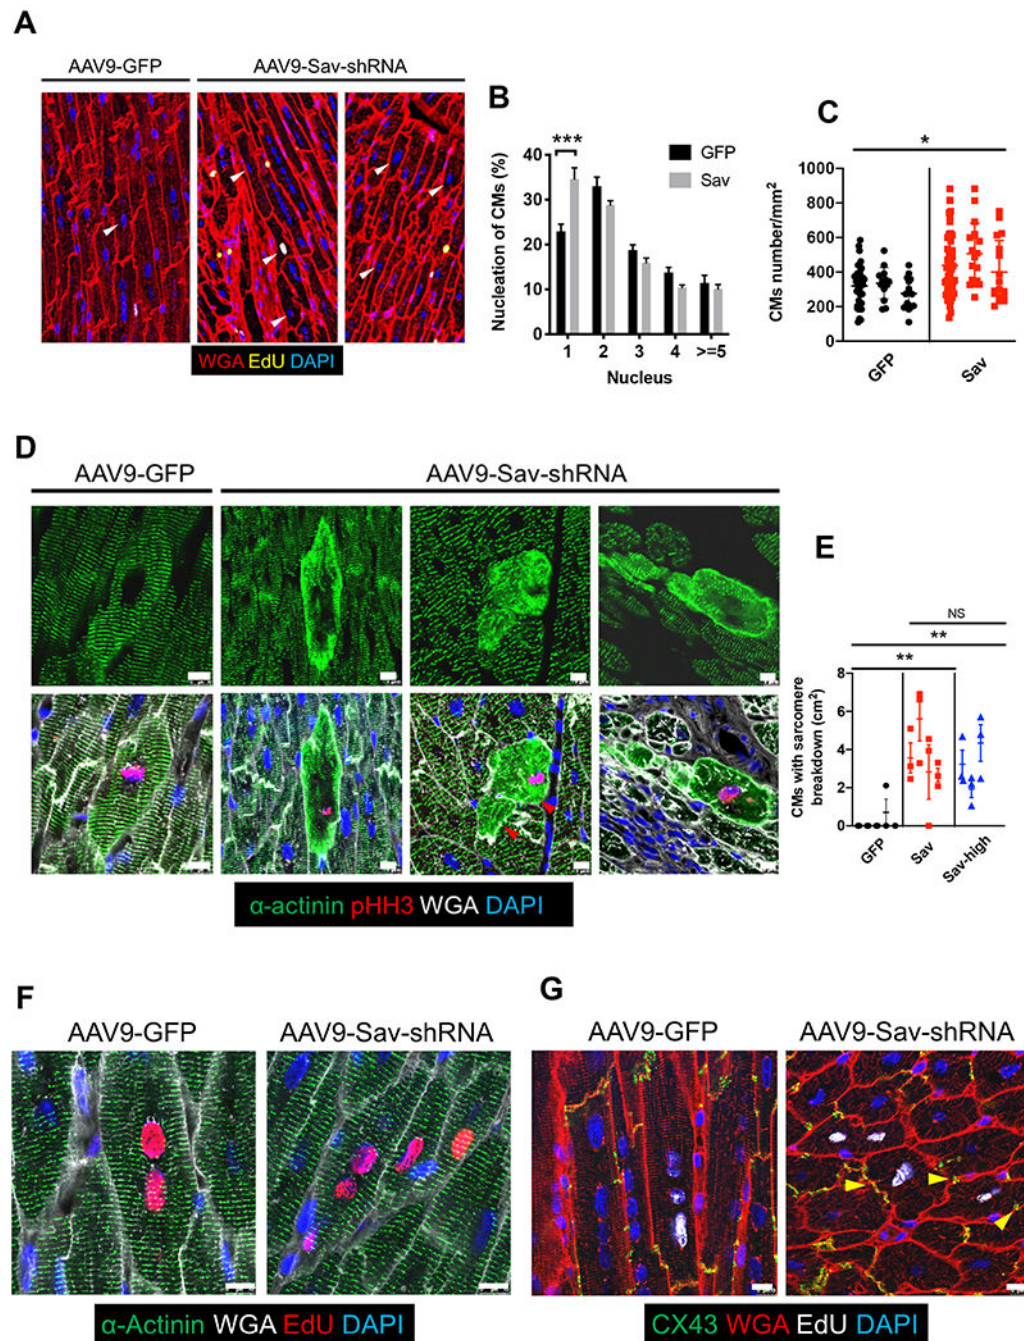 A
AAV9-GFP AAV9-Sav-shRNA
WGA EdU DAPI
B
***
GFP
Sav
Nucleation of CMs (%)
40
30
20
10
0
1 2 3 4 >=5
Nucleus
C
*
CMs number/mm²
1000
800
600
400
200
0
GFP Sav
D
AAV9-GFP AAV9-Sav-shRNA
α-actinin pHH3 WGA DAPI
E
NS
**
**
CMs with sarcomere
breakdown (cm²)
8
6
4
2
0
GFP Sav Sav-high
F
AAV9-GFP AAV9-Sav-shRNA
α-Actinin WGA EdU DAPI
G
AAV9-GFP AAV9-Sav-shRNA
CX43 WGA EdU DAPI